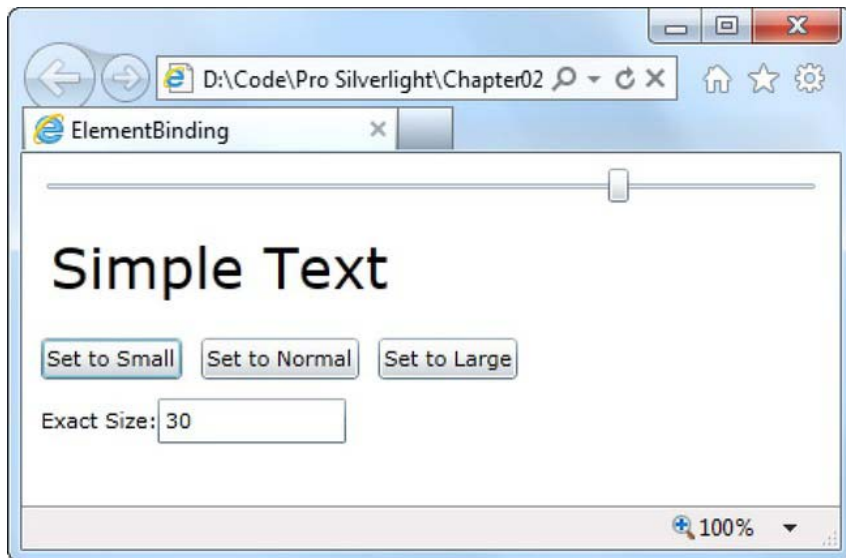 D:\Code\Pro Silverlight\Chapter02
ElementBinding
Simple Text
Set to Small Set to Normal Set to Large
Exact Size: 30
100%